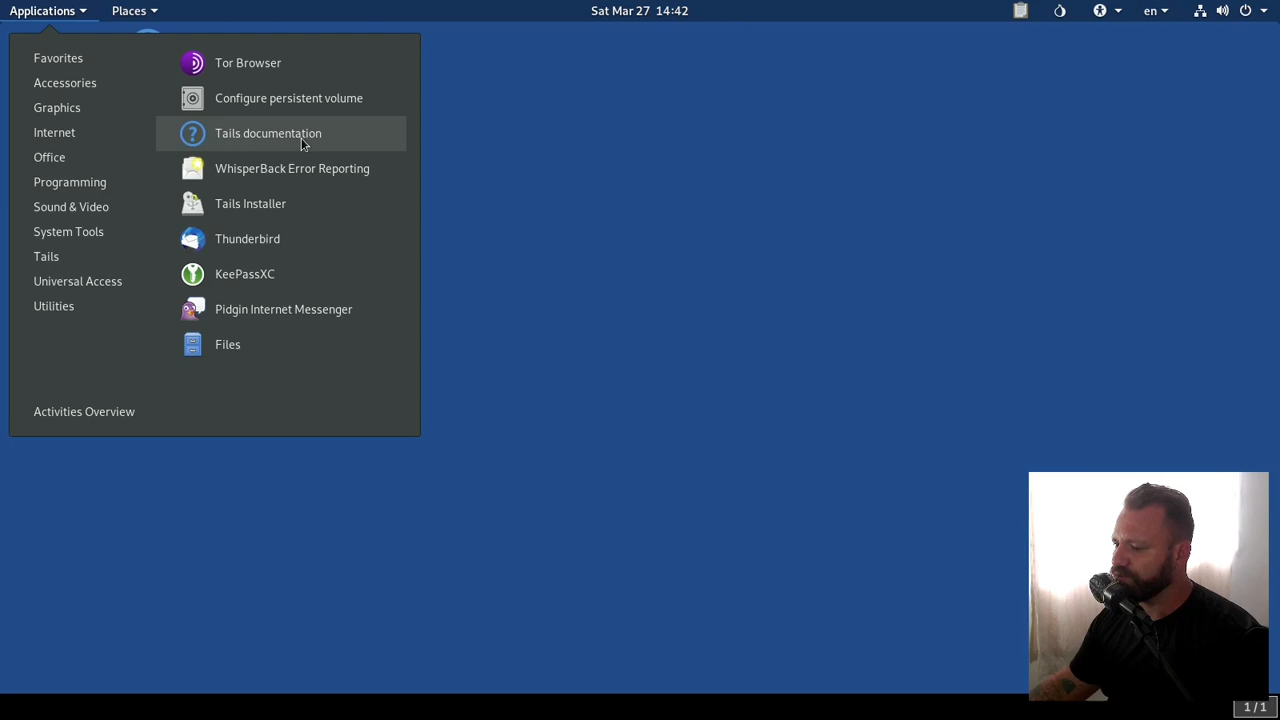 Applications Places Sat Mar 27 14:42 en
Favorites
Accessories
Graphics
Internet
Office
Programming
Sound & Video
System Tools
Tails
Universal Access
Utilities
Activities Overview
Tor Browser
Configure persistent volume
Tails documentation
WhisperBack Error Reporting
Tails Installer
Thunderbird
KeePassXC
Pidgin Internet Messenger
Files
1 / 1